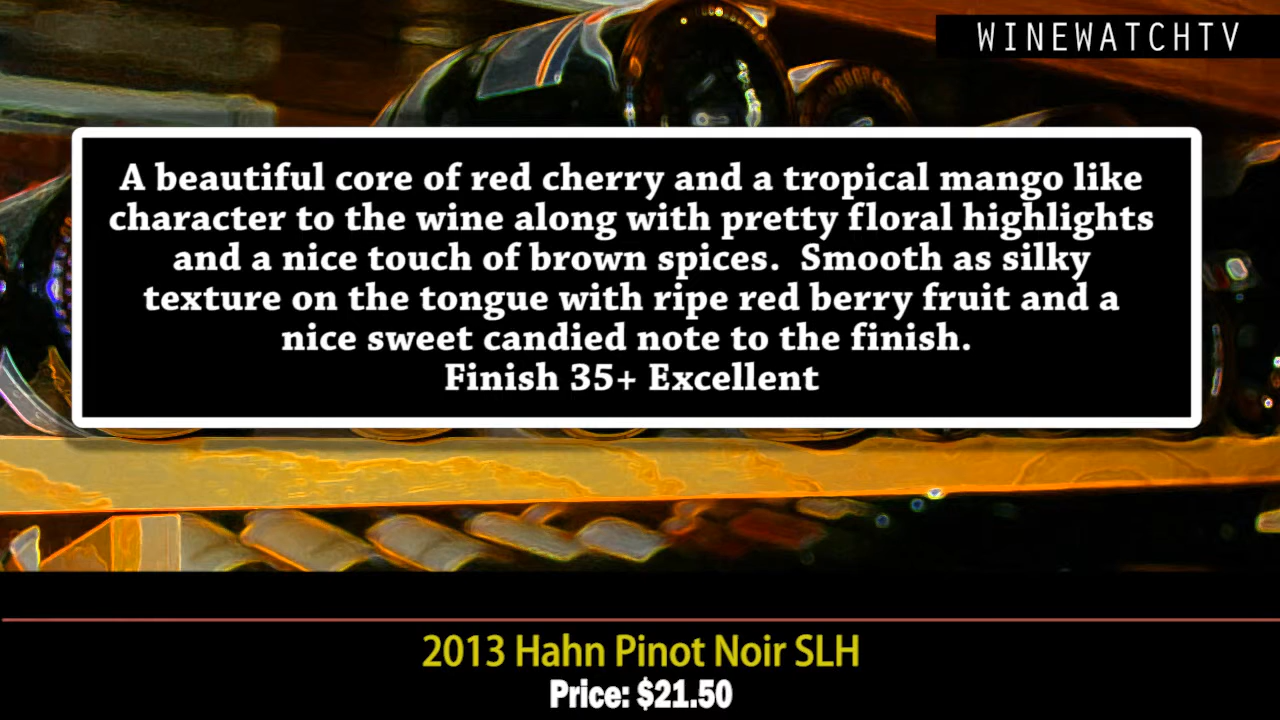 WINEWATCHTV
A beautiful core of red cherry and a tropical mango like
character to the wine along with pretty floral highlights
and a nice touch of brown spices.  Smooth as silky
texture on the tongue with ripe red berry fruit and a
nice sweet candied note to the finish.
Finish 35+ Excellent
2013 Hahn Pinot Noir SLH
Price: $21.50